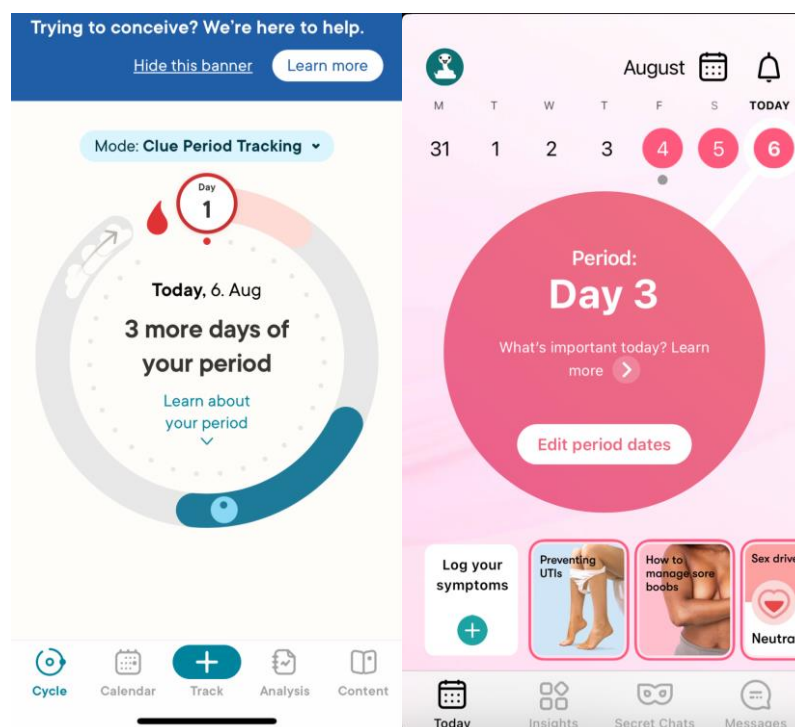 Trying to conceive? We're here to help.
Hide this banner Learn more
Mode: Clue Period Tracking
Day
1
Today, 6. Aug
3 more days of
your period
Learn about
your period
Cycle Calendar Track Analysis Content
August
M T W T F S TODAY
31 1 2 3 4 5 6
Period:
Day 3
What's important today? Learn
more
Edit period dates
Log your
symptoms
Preventing
UTIs
How to
manage sore
boobs
Sex drive
Neutra
Today Insights Secret Chats Messages